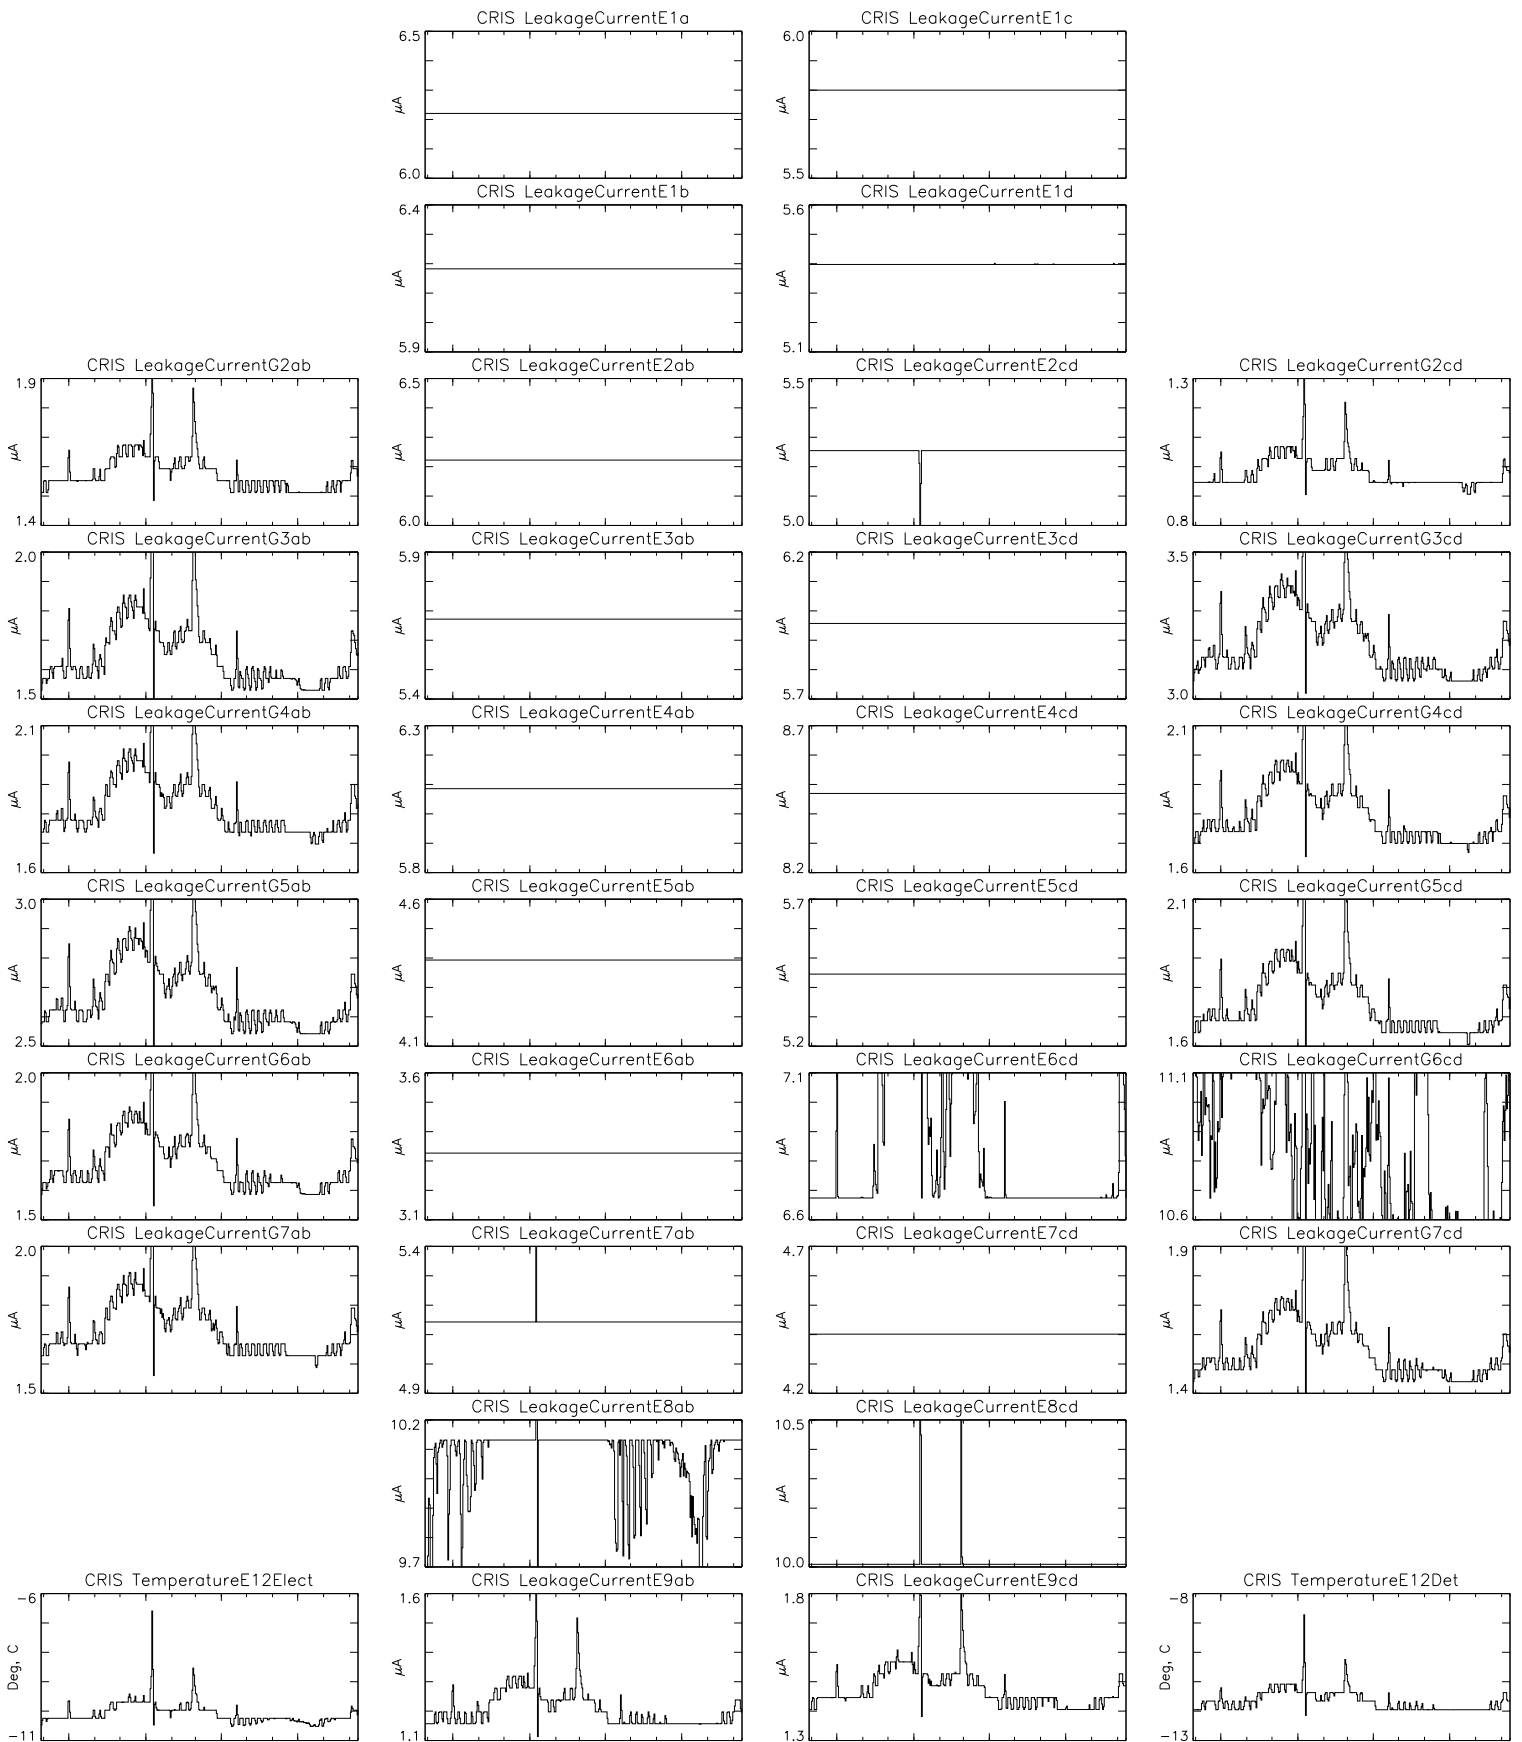 CRIS LeakageCurrentE1a
6.5
μA
6.0
CRIS LeakageCurrentE1c
6.0
μA
5.5
CRIS LeakageCurrentE1b
6.4
μA
5.9
CRIS LeakageCurrentE1d
5.6
μA
5.1
CRIS LeakageCurrentG2ab
1.9
μA
1.4
CRIS LeakageCurrentE2ab
6.5
μA
6.0
CRIS LeakageCurrentE2cd
5.5
μA
5.0
CRIS LeakageCurrentG2cd
1.3
μA
0.8
CRIS LeakageCurrentG3ab
2.0
μA
1.5
CRIS LeakageCurrentE3ab
5.9
μA
5.4
CRIS LeakageCurrentE3cd
6.2
μA
5.7
CRIS LeakageCurrentG3cd
3.5
μA
3.0
CRIS LeakageCurrentG4ab
2.1
μA
1.6
CRIS LeakageCurrentE4ab
6.3
μA
5.8
CRIS LeakageCurrentE4cd
8.7
μA
8.2
CRIS LeakageCurrentG4cd
2.1
μA
1.6
CRIS LeakageCurrentG5ab
3.0
μA
2.5
CRIS LeakageCurrentE5ab
4.6
μA
4.1
CRIS LeakageCurrentE5cd
5.7
μA
5.2
CRIS LeakageCurrentG5cd
2.1
μA
1.6
CRIS LeakageCurrentG6ab
2.0
μA
1.5
CRIS LeakageCurrentE6ab
3.6
μA
3.1
CRIS LeakageCurrentE6cd
7.1
μA
6.6
CRIS LeakageCurrentG6cd
11.1
μA
10.6
CRIS LeakageCurrentG7ab
2.0
μA
1.5
CRIS LeakageCurrentE7ab
5.4
μA
4.9
CRIS LeakageCurrentE7cd
4.7
μA
4.2
CRIS LeakageCurrentG7cd
1.9
μA
1.4
CRIS LeakageCurrentE8ab
10.2
μA
9.7
CRIS LeakageCurrentE8cd
10.5
μA
10.0
CRIS TemperatureE12Elect
−6
Deg, C
−11
CRIS LeakageCurrentE9ab
1.6
μA
1.1
CRIS LeakageCurrentE9cd
1.8
μA
1.3
CRIS TemperatureE12Det
−8
Deg, C
−13